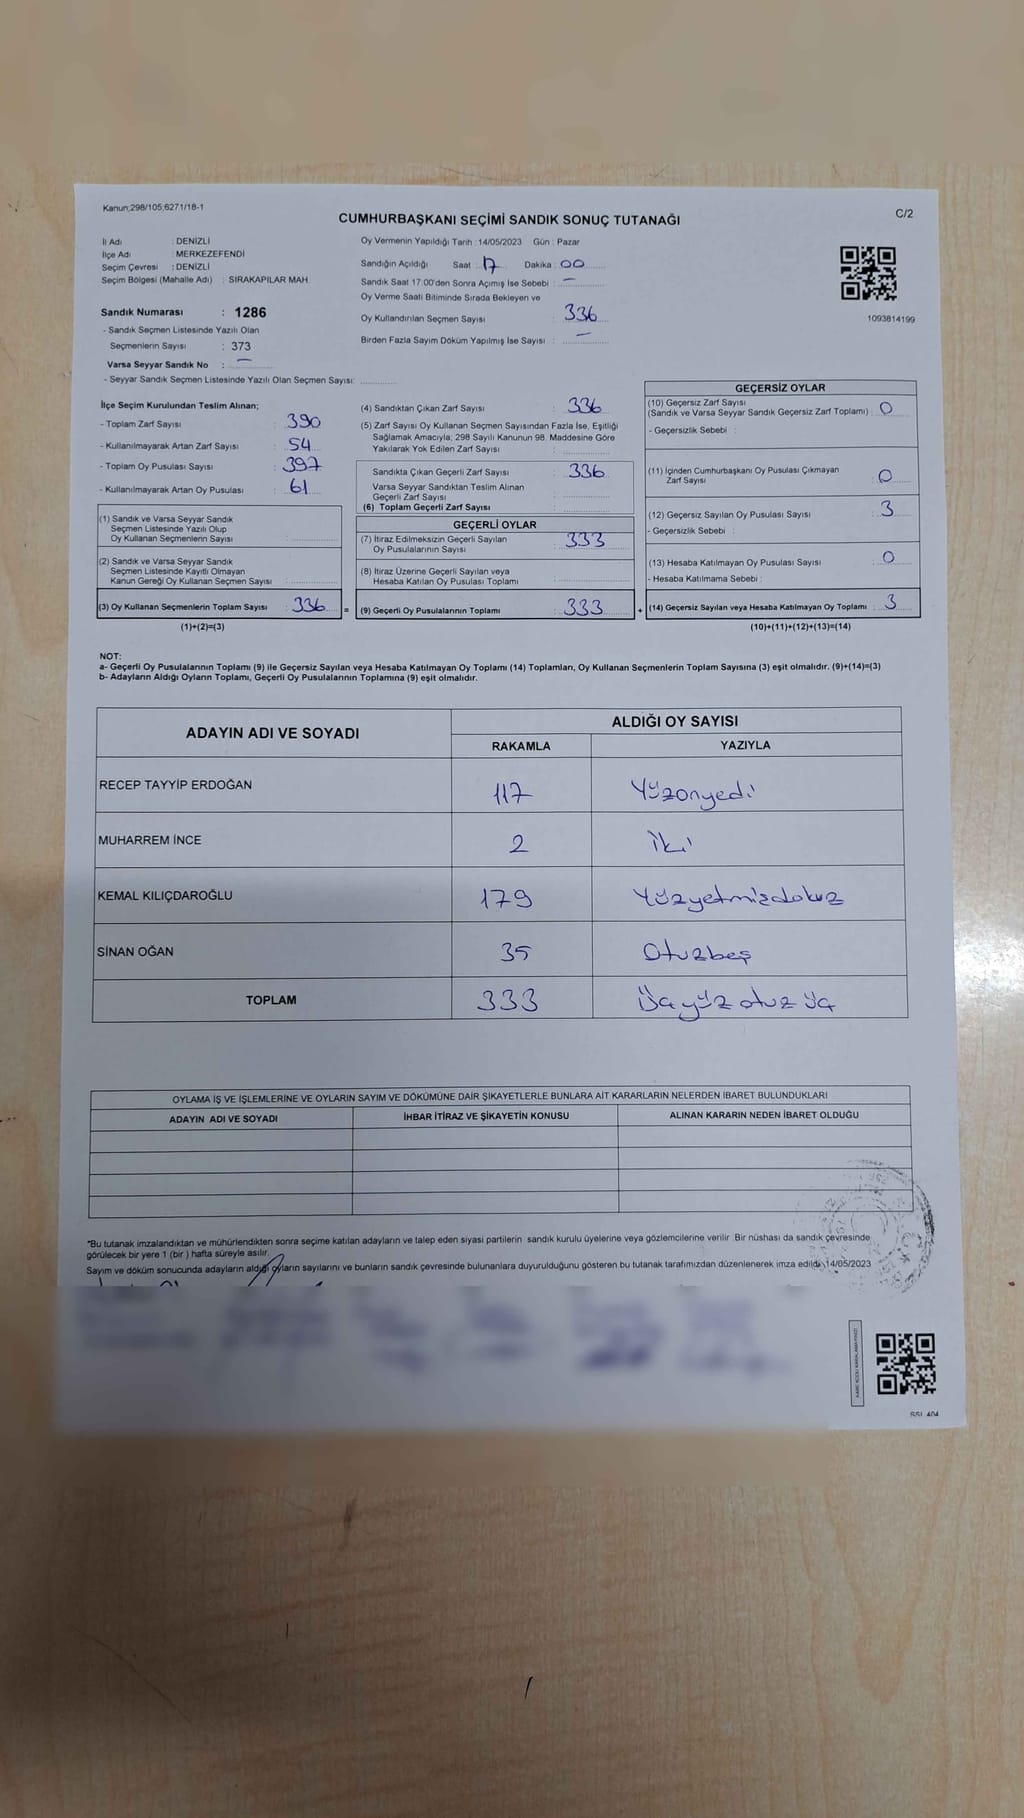 Kanun;298/105,6271/18-1
C/2
CUMHURBAŞKANI SEÇİMİ SANDIK SONUÇ TUTANAĞI
İl Adı : DENİZLİ
İlçe Adı : MERKEZEFENDİ
Seçim Çevresi : DENİZLİ
Seçim Bölgesi (Mahalle Adı) : SIRAKAPILAR MAH.
Sandık Numarası : 1286
- Sandık Seçmen Listesinde Yazılı Olan
Seçmenlerin Sayısı : 373
Varsa Seyyar Sandık No : —
- Seyyar Sandık Seçmen Listesinde Yazılı Olan Seçmen Sayısı:
Oy Vermenin Yapıldığı Tarih : 14/05/2023 Gün : Pazar
Sandığın Açıldığı Saat : 17 Dakika : 00
Sandık Saat 17:00'den Sonra Açımış İse Sebebi : —
Oy Verme Saati Bitiminde Sırada Bekleyen ve
Oy Kullandırılan Seçmen Sayısı : 336
Birden Fazla Sayım Döküm Yapılmış İse Sayısı : —
1093814199
İlçe Seçim Kurulundan Teslim Alınan;
- Toplam Zarf Sayısı : 390
- Kullanılmayarak Artan Zarf Sayısı : 54
- Toplam Oy Pusulası Sayısı : 397
- Kullanılmayarak Artan Oy Pusulası : 61
(1) Sandık ve Varsa Seyyar Sandık
Seçmen Listesinde Yazılı Olup
Oy Kullanan Seçmenlerin Sayısı :
(2) Sandık ve Varsa Seyyar Sandık
Seçmen Listesinde Kayıtlı Olmayan
Kanun Gereği Oy Kullanan Seçmen Sayısı :
(3) Oy Kullanan Seçmenlerin Toplam Sayısı : 336 =
(1)+(2)=(3)
(4) Sandıktan Çıkan Zarf Sayısı : 336
(5) Zarf Sayısı Oy Kullanan Seçmen Sayısından Fazla İse, Eşitliği
Sağlamak Amacıyla; 298 Sayılı Kanunun 98. Maddesine Göre
Yakılarak Yok Edilen Zarf Sayısı :
Sandıkta Çıkan Geçerli Zarf Sayısı : 336
Varsa Seyyar Sandıktan Teslim Alınan
Geçerli Zarf Sayısı :
(6) Toplam Geçerli Zarf Sayısı :
GEÇERLİ OYLAR
(7) İtiraz Edilmeksizin Geçerli Sayılan
Oy Pusulalarının Sayısı : 333
(8) İtiraz Üzerine Geçerli Sayılan veya
Hesaba Katılan Oy Pusulası Toplamı :
(9) Geçerli Oy Pusulalarının Toplamı : 333 +
GEÇERSİZ OYLAR
(10) Geçersiz Zarf Sayısı
(Sandık ve Varsa Seyyar Sandık Geçersiz Zarf Toplamı) : 0
- Geçersizlik Sebebi :
(11) İçinden Cumhurbaşkanı Oy Pusulası Çıkmayan
Zarf Sayısı : 0
(12) Geçersiz Sayılan Oy Pusulası Sayısı : 3
- Geçersizlik Sebebi :
(13) Hesaba Katılmayan Oy Pusulası Sayısı : 0
- Hesaba Katılmama Sebebi :
(14) Geçersiz Sayılan veya Hesaba Katılmayan Oy Toplamı : 3
(10)+(11)+(12)+(13)=(14)
NOT:
a- Geçerli Oy Pusulalarının Toplamı (9) ile Geçersiz Sayılan veya Hesaba Katılmayan Oy Toplamı (14) Toplamları, Oy Kullanan Seçmenlerin Toplam Sayısına (3) eşit olmalıdır. (9)+(14)=(3)
b- Adayların Aldığı Oyların Toplamı, Geçerli Oy Pusulalarının Toplamına (9) eşit olmalıdır.
ADAYIN ADI VE SOYADI
ALDIĞI OY SAYISI
RAKAMLA YAZIYLA
RECEP TAYYİP ERDOĞAN 117 Yüzonyedi
MUHARREM İNCE 2 İki
KEMAL KILIÇDAROĞLU 179 Yüzyetmişdokuz
SİNAN OĞAN 35 Otuzbeş
TOPLAM 333 Üçyüz otuz üç
OYLAMA İŞ VE İŞLEMLERİNE VE OYLARIN SAYIM VE DÖKÜMÜNE DAİR ŞİKAYETLERLE BUNLARA AİT KARARLARIN NELERDEN İBARET BULUNDUKLARI
ADAYIN ADI VE SOYADI İHBAR İTİRAZ VE ŞİKAYETİN KONUSU ALINAN KARARIN NEDEN İBARET OLDUĞU
*Bu tutanak imzalandıktan ve mühürlendikten sonra seçime katılan adayların ve talep eden siyasi partilerin sandık kurulu üyelerine veya gözlemcilerine verilir .Bir nüshası da sandık çevresinde
görülecek bir yere 1 (bir ) hafta süreyle asılır.
Sayım ve döküm sonucunda adayların aldığı oyların sayılarını ve bunların sandık çevresinde bulunanlara duyurulduğunu gösteren bu tutanak tarafımızdan düzenlenerek imza edildi. 14/05/2023